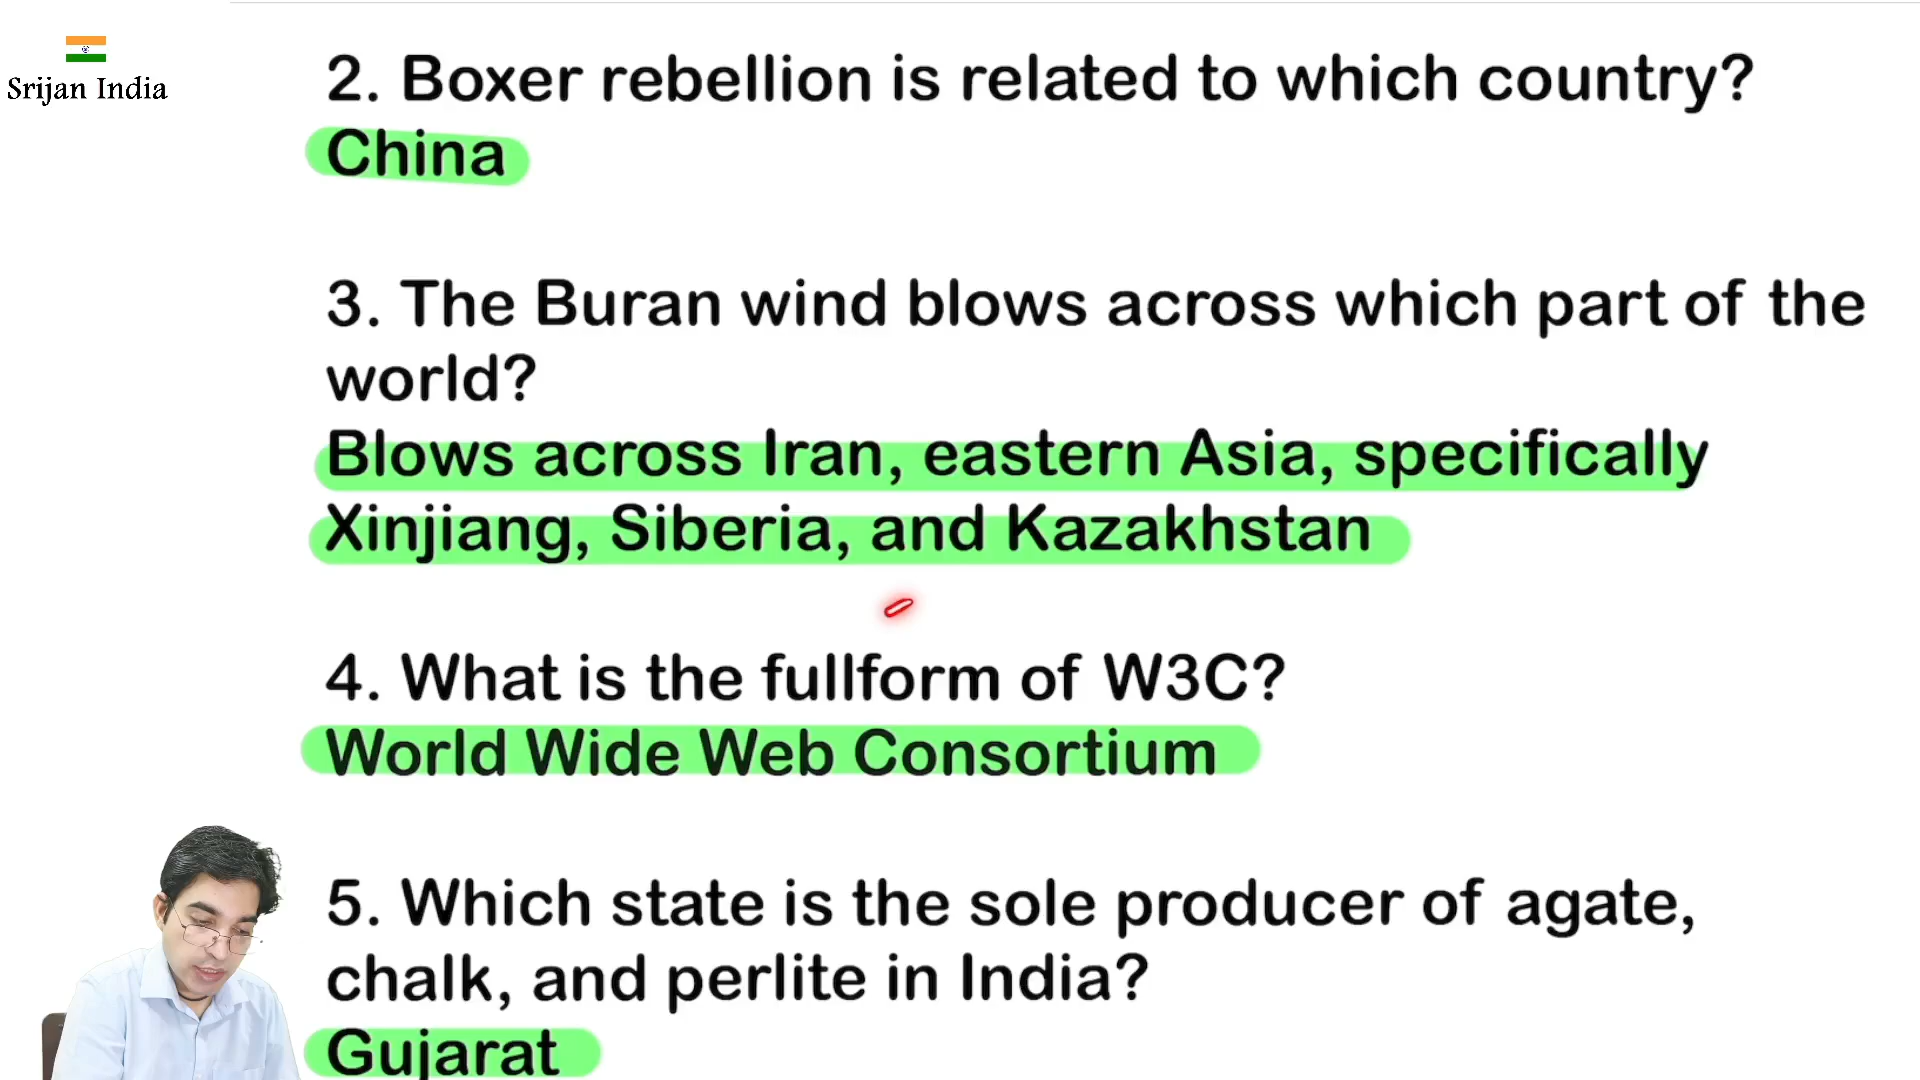 Srijan India
2. Boxer rebellion is related to which country?
China
3. The Buran wind blows across which part of the
world?
Blows across Iran, eastern Asia, specifically
Xinjiang, Siberia, and Kazakhstan
4. What is the fullform of W3C?
World Wide Web Consortium
5. Which state is the sole producer of agate,
chalk, and perlite in India?
Gujarat